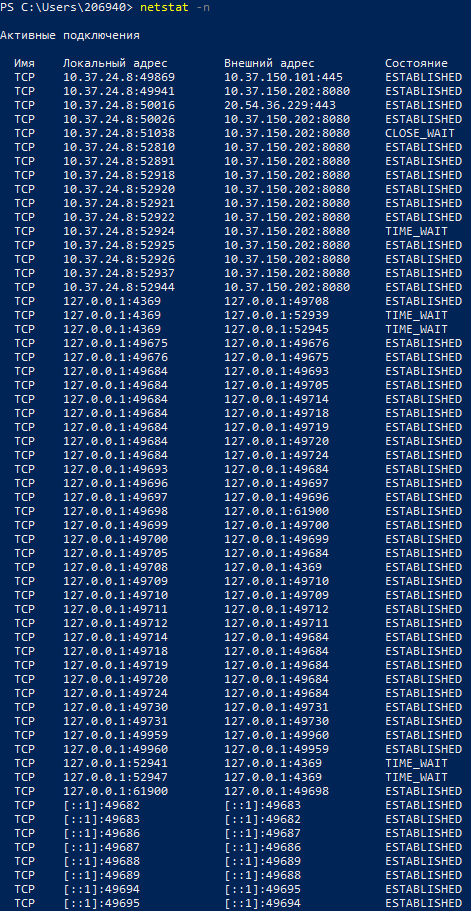 PS C:\Users\206940> netstat -n
Активные подключения
Имя Локальный адрес Внешний адрес Состояние
TCP 10.37.24.8:49869 10.37.150.101:445 ESTABLISHED
TCP 10.37.24.8:49941 10.37.150.202:8080 ESTABLISHED
TCP 10.37.24.8:50016 20.54.36.229:443 ESTABLISHED
TCP 10.37.24.8:50026 10.37.150.202:8080 ESTABLISHED
TCP 10.37.24.8:51038 10.37.150.202:8080 CLOSE_WAIT
TCP 10.37.24.8:52810 10.37.150.202:8080 ESTABLISHED
TCP 10.37.24.8:52891 10.37.150.202:8080 ESTABLISHED
TCP 10.37.24.8:52918 10.37.150.202:8080 ESTABLISHED
TCP 10.37.24.8:52920 10.37.150.202:8080 ESTABLISHED
TCP 10.37.24.8:52921 10.37.150.202:8080 ESTABLISHED
TCP 10.37.24.8:52922 10.37.150.202:8080 ESTABLISHED
TCP 10.37.24.8:52924 10.37.150.202:8080 TIME_WAIT
TCP 10.37.24.8:52925 10.37.150.202:8080 ESTABLISHED
TCP 10.37.24.8:52926 10.37.150.202:8080 ESTABLISHED
TCP 10.37.24.8:52937 10.37.150.202:8080 ESTABLISHED
TCP 10.37.24.8:52944 10.37.150.202:8080 ESTABLISHED
TCP 127.0.0.1:4369 127.0.0.1:49708 ESTABLISHED
TCP 127.0.0.1:4369 127.0.0.1:52939 TIME_WAIT
TCP 127.0.0.1:4369 127.0.0.1:52945 TIME_WAIT
TCP 127.0.0.1:49675 127.0.0.1:49676 ESTABLISHED
TCP 127.0.0.1:49676 127.0.0.1:49675 ESTABLISHED
TCP 127.0.0.1:49684 127.0.0.1:49693 ESTABLISHED
TCP 127.0.0.1:49684 127.0.0.1:49705 ESTABLISHED
TCP 127.0.0.1:49684 127.0.0.1:49714 ESTABLISHED
TCP 127.0.0.1:49684 127.0.0.1:49718 ESTABLISHED
TCP 127.0.0.1:49684 127.0.0.1:49719 ESTABLISHED
TCP 127.0.0.1:49684 127.0.0.1:49720 ESTABLISHED
TCP 127.0.0.1:49684 127.0.0.1:49724 ESTABLISHED
TCP 127.0.0.1:49693 127.0.0.1:49684 ESTABLISHED
TCP 127.0.0.1:49696 127.0.0.1:49697 ESTABLISHED
TCP 127.0.0.1:49697 127.0.0.1:49696 ESTABLISHED
TCP 127.0.0.1:49698 127.0.0.1:61900 ESTABLISHED
TCP 127.0.0.1:49699 127.0.0.1:49700 ESTABLISHED
TCP 127.0.0.1:49700 127.0.0.1:49699 ESTABLISHED
TCP 127.0.0.1:49705 127.0.0.1:49684 ESTABLISHED
TCP 127.0.0.1:49708 127.0.0.1:4369 ESTABLISHED
TCP 127.0.0.1:49709 127.0.0.1:49710 ESTABLISHED
TCP 127.0.0.1:49710 127.0.0.1:49709 ESTABLISHED
TCP 127.0.0.1:49711 127.0.0.1:49712 ESTABLISHED
TCP 127.0.0.1:49712 127.0.0.1:49711 ESTABLISHED
TCP 127.0.0.1:49714 127.0.0.1:49684 ESTABLISHED
TCP 127.0.0.1:49718 127.0.0.1:49684 ESTABLISHED
TCP 127.0.0.1:49719 127.0.0.1:49684 ESTABLISHED
TCP 127.0.0.1:49720 127.0.0.1:49684 ESTABLISHED
TCP 127.0.0.1:49724 127.0.0.1:49684 ESTABLISHED
TCP 127.0.0.1:49730 127.0.0.1:49731 ESTABLISHED
TCP 127.0.0.1:49731 127.0.0.1:49730 ESTABLISHED
TCP 127.0.0.1:49959 127.0.0.1:49960 ESTABLISHED
TCP 127.0.0.1:49960 127.0.0.1:49959 ESTABLISHED
TCP 127.0.0.1:52941 127.0.0.1:4369 TIME_WAIT
TCP 127.0.0.1:52947 127.0.0.1:4369 TIME_WAIT
TCP 127.0.0.1:61900 127.0.0.1:49698 ESTABLISHED
TCP [::1]:49682 [::1]:49683 ESTABLISHED
TCP [::1]:49683 [::1]:49682 ESTABLISHED
TCP [::1]:49686 [::1]:49687 ESTABLISHED
TCP [::1]:49687 [::1]:49686 ESTABLISHED
TCP [::1]:49688 [::1]:49689 ESTABLISHED
TCP [::1]:49689 [::1]:49688 ESTABLISHED
TCP [::1]:49694 [::1]:49695 ESTABLISHED
TCP [::1]:49695 [::1]:49694 ESTABLISHED